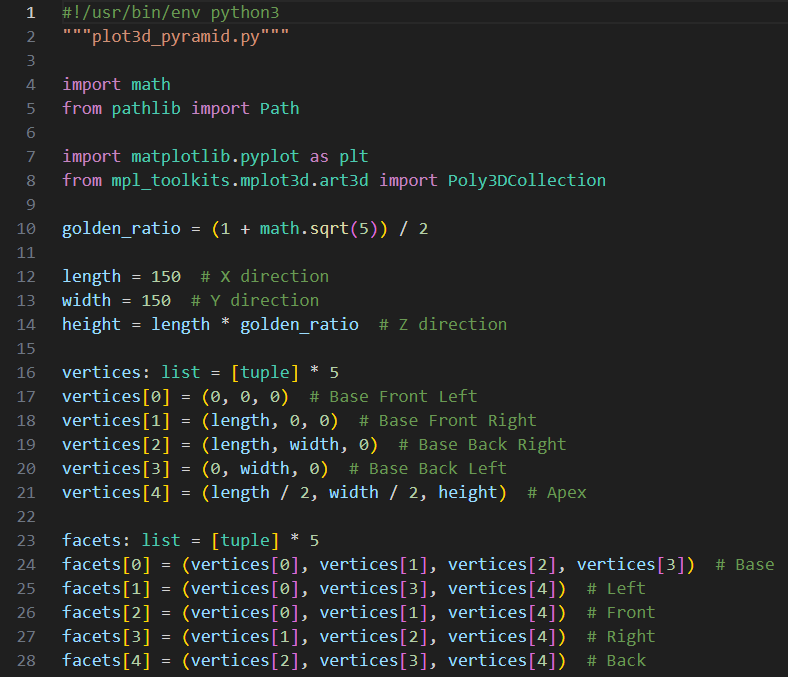 1 #!/usr/bin/env python3
2 """plot3d_pyramid.py"""
3
4 import math
5 from pathlib import Path
6
7 import matplotlib.pyplot as plt
8 from mpl_toolkits.mplot3d.art3d import Poly3DCollection
9
10 golden_ratio = (1 + math.sqrt(5)) / 2
11
12 length = 150  # X direction
13 width = 150  # Y direction
14 height = length * golden_ratio  # Z direction
15
16 vertices: list = [tuple] * 5
17 vertices[0] = (0, 0, 0)  # Base Front Left
18 vertices[1] = (length, 0, 0)  # Base Front Right
19 vertices[2] = (length, width, 0)  # Base Back Right
20 vertices[3] = (0, width, 0)  # Base Back Left
21 vertices[4] = (length / 2, width / 2, height)  # Apex
22
23 facets: list = [tuple] * 5
24 facets[0] = (vertices[0], vertices[1], vertices[2], vertices[3])  # Base
25 facets[1] = (vertices[0], vertices[3], vertices[4])  # Left
26 facets[2] = (vertices[0], vertices[1], vertices[4])  # Front
27 facets[3] = (vertices[1], vertices[2], vertices[4])  # Right
28 facets[4] = (vertices[2], vertices[3], vertices[4])  # Back